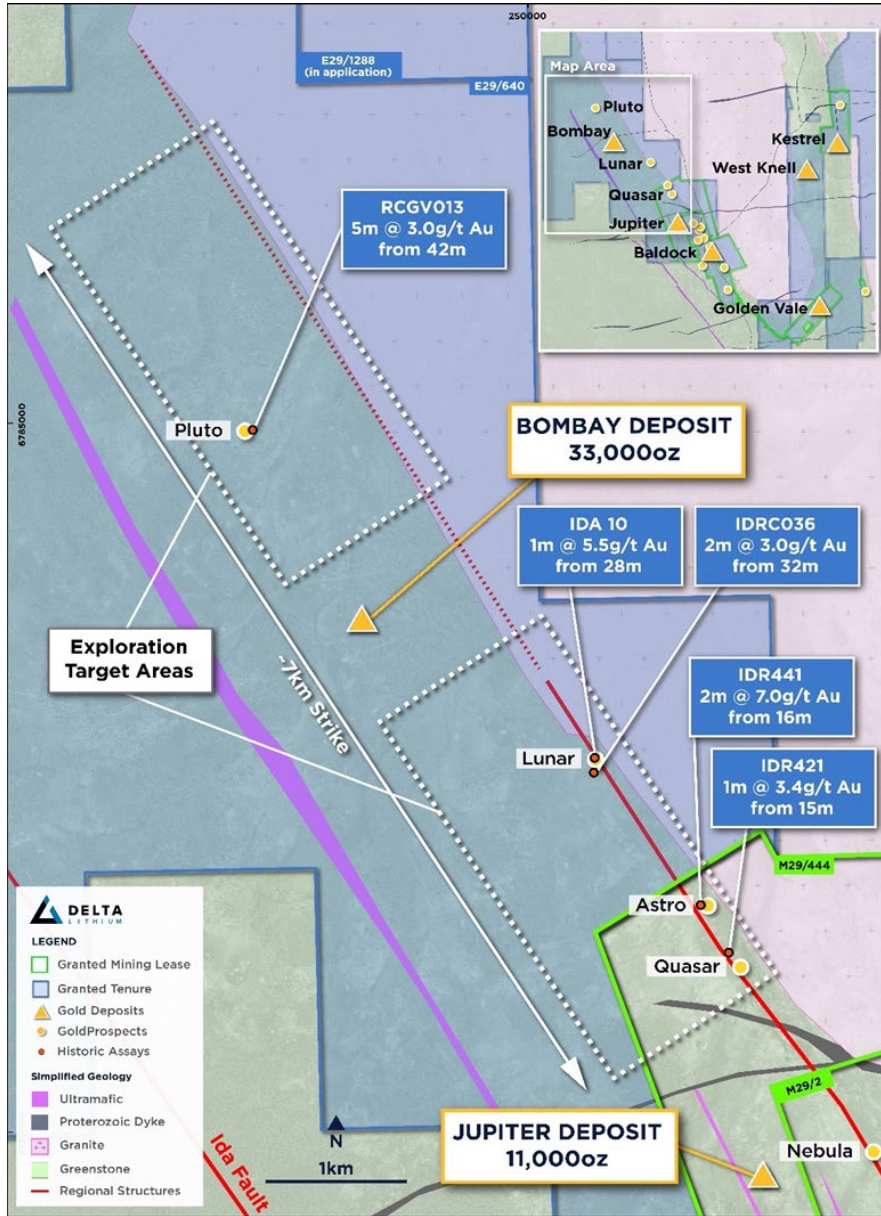 250000
E29/1288
(in application)
E29/640
Map Area
Pluto
Bombay
Lunar
Quasar
Jupiter
Baldock
Kestrel
West Knell
Golden Vale
RCGV013
5m @ 3.0g/t Au
from 42m
6785000
Pluto
BOMBAY DEPOSIT
33,000oz
IDA 10
1m @ 5.5g/t Au
from 28m
IDRC036
2m @ 3.0g/t Au
from 32m
Exploration
Target Areas
~7km Strike
IDR441
2m @ 7.0g/t Au
from 16m
Lunar
IDR421
1m @ 3.4g/t Au
from 15m
M29/444
Astro
Quasar
DELTA
LITHIUM
LEGEND
Granted Mining Lease
Granted Tenure
Gold Deposits
GoldProspects
Historic Assays
Simplified Geology
Ultramafic
Proterozoic Dyke
Granite
Greenstone
Regional Structures
Ida Fault
N
1km
JUPITER DEPOSIT
11,000oz
M29/2
Nebula